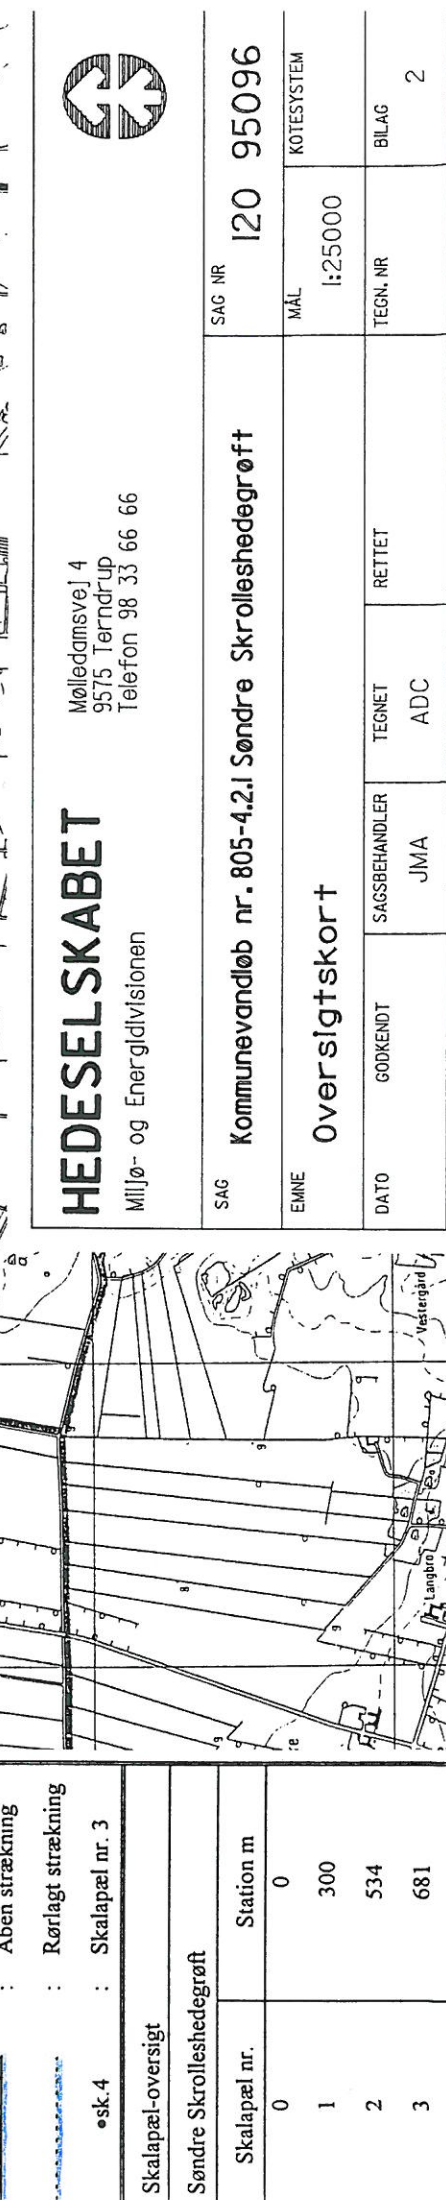 : Åben strækning
: Rørlagt strækning
•sk.4 : Skalapæl nr. 3
Skalapæl-oversigt
Søndre Skrolleshedegrøft
Skalapæl nr. Station m
0 0
1 300
2 534
3 681
Langbro
Vestergård
HEDESELSKABET
Miljø- og Energidivisionen
Mølledamsvej 4
9575 Terndrup
Telefon 98 33 66 66
SAG
Kommunevandløb nr. 805-4.2.1 Søndre Skrolleshedegrøft
SAG NR
120 95096
EMNE
Oversigtskort
MÅL
1:25000
KOTESYSTEM
DATO
GODKENDT
SAGSBEHANDLER
JMA
TEGNET
ADC
RETTET
TEGN. NR
BILAG
2